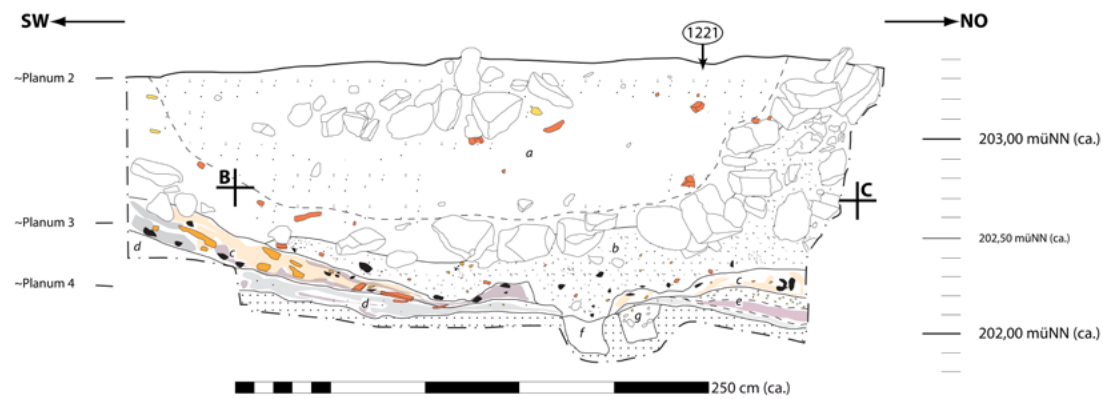 SW NO
1221
~Planum 2
203,00 müNN (ca.)
a
B C
~Planum 3
b
202,50 müNN (ca.)
d c
~Planum 4
c
d e
g
f
202,00 müNN (ca.)
250 cm (ca.)